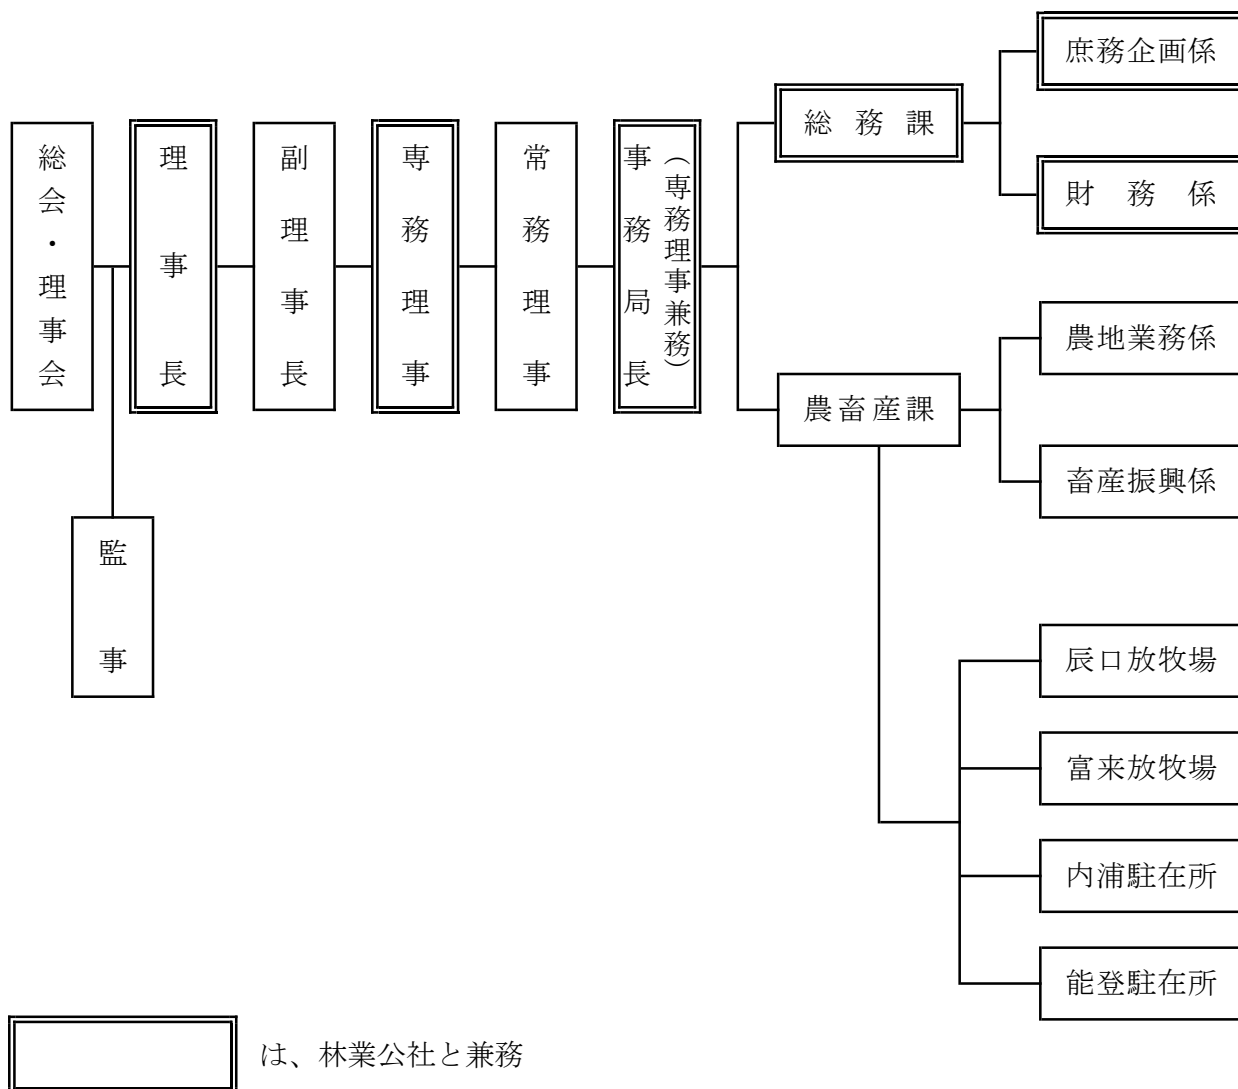 総会・理事会
理事長
副理事長
専務理事
常務理事
事務局長
（専務理事兼務）
監事
総務課
庶務企画係
財務係
農畜産課
農地業務係
畜産振興係
辰口放牧場
富来放牧場
内浦駐在所
能登駐在所
は、林業公社と兼務